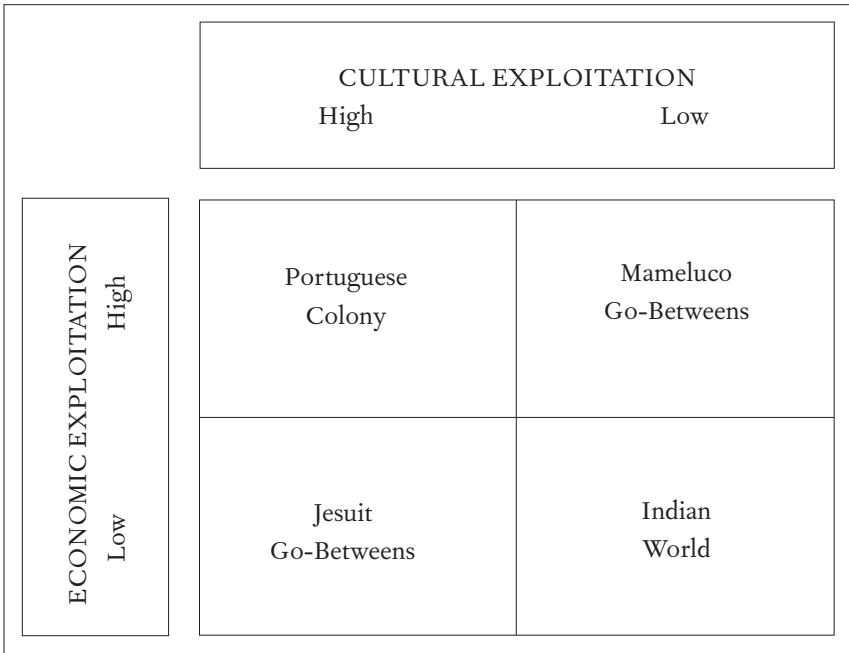 CULTURAL EXPLOITATION
High Low
ECONOMIC EXPLOITATION
High
Low
Portuguese
Colony
Mameluco
Go-Betweens
Jesuit
Go-Betweens
Indian
World